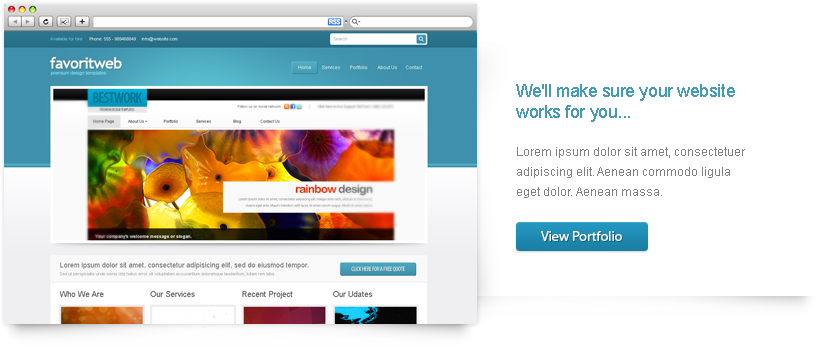 RSS
Available for hire Phone: 555 - 989460849 info@website.com
Search
favoritweb
premium design templates
Home Services Portfolio About Us Contact
BESTWORK
Follow us on social network:
Home Page About Us Portfolio Services Blog Contact Us
rainbow design
Your company's welcome message or slogan.
Lorem ipsum dolor sit amet, consectetur adipisicing elit, sed do eiusmod tempor.
CLICK HERE FOR A FREE QUOTE
Who We Are Our Services Recent Project Our Udates
We'll make sure your website
works for you...
Lorem ipsum dolor sit amet, consectetuer
adipiscing elit. Aenean commodo ligula
eget dolor. Aenean massa.
View Portfolio